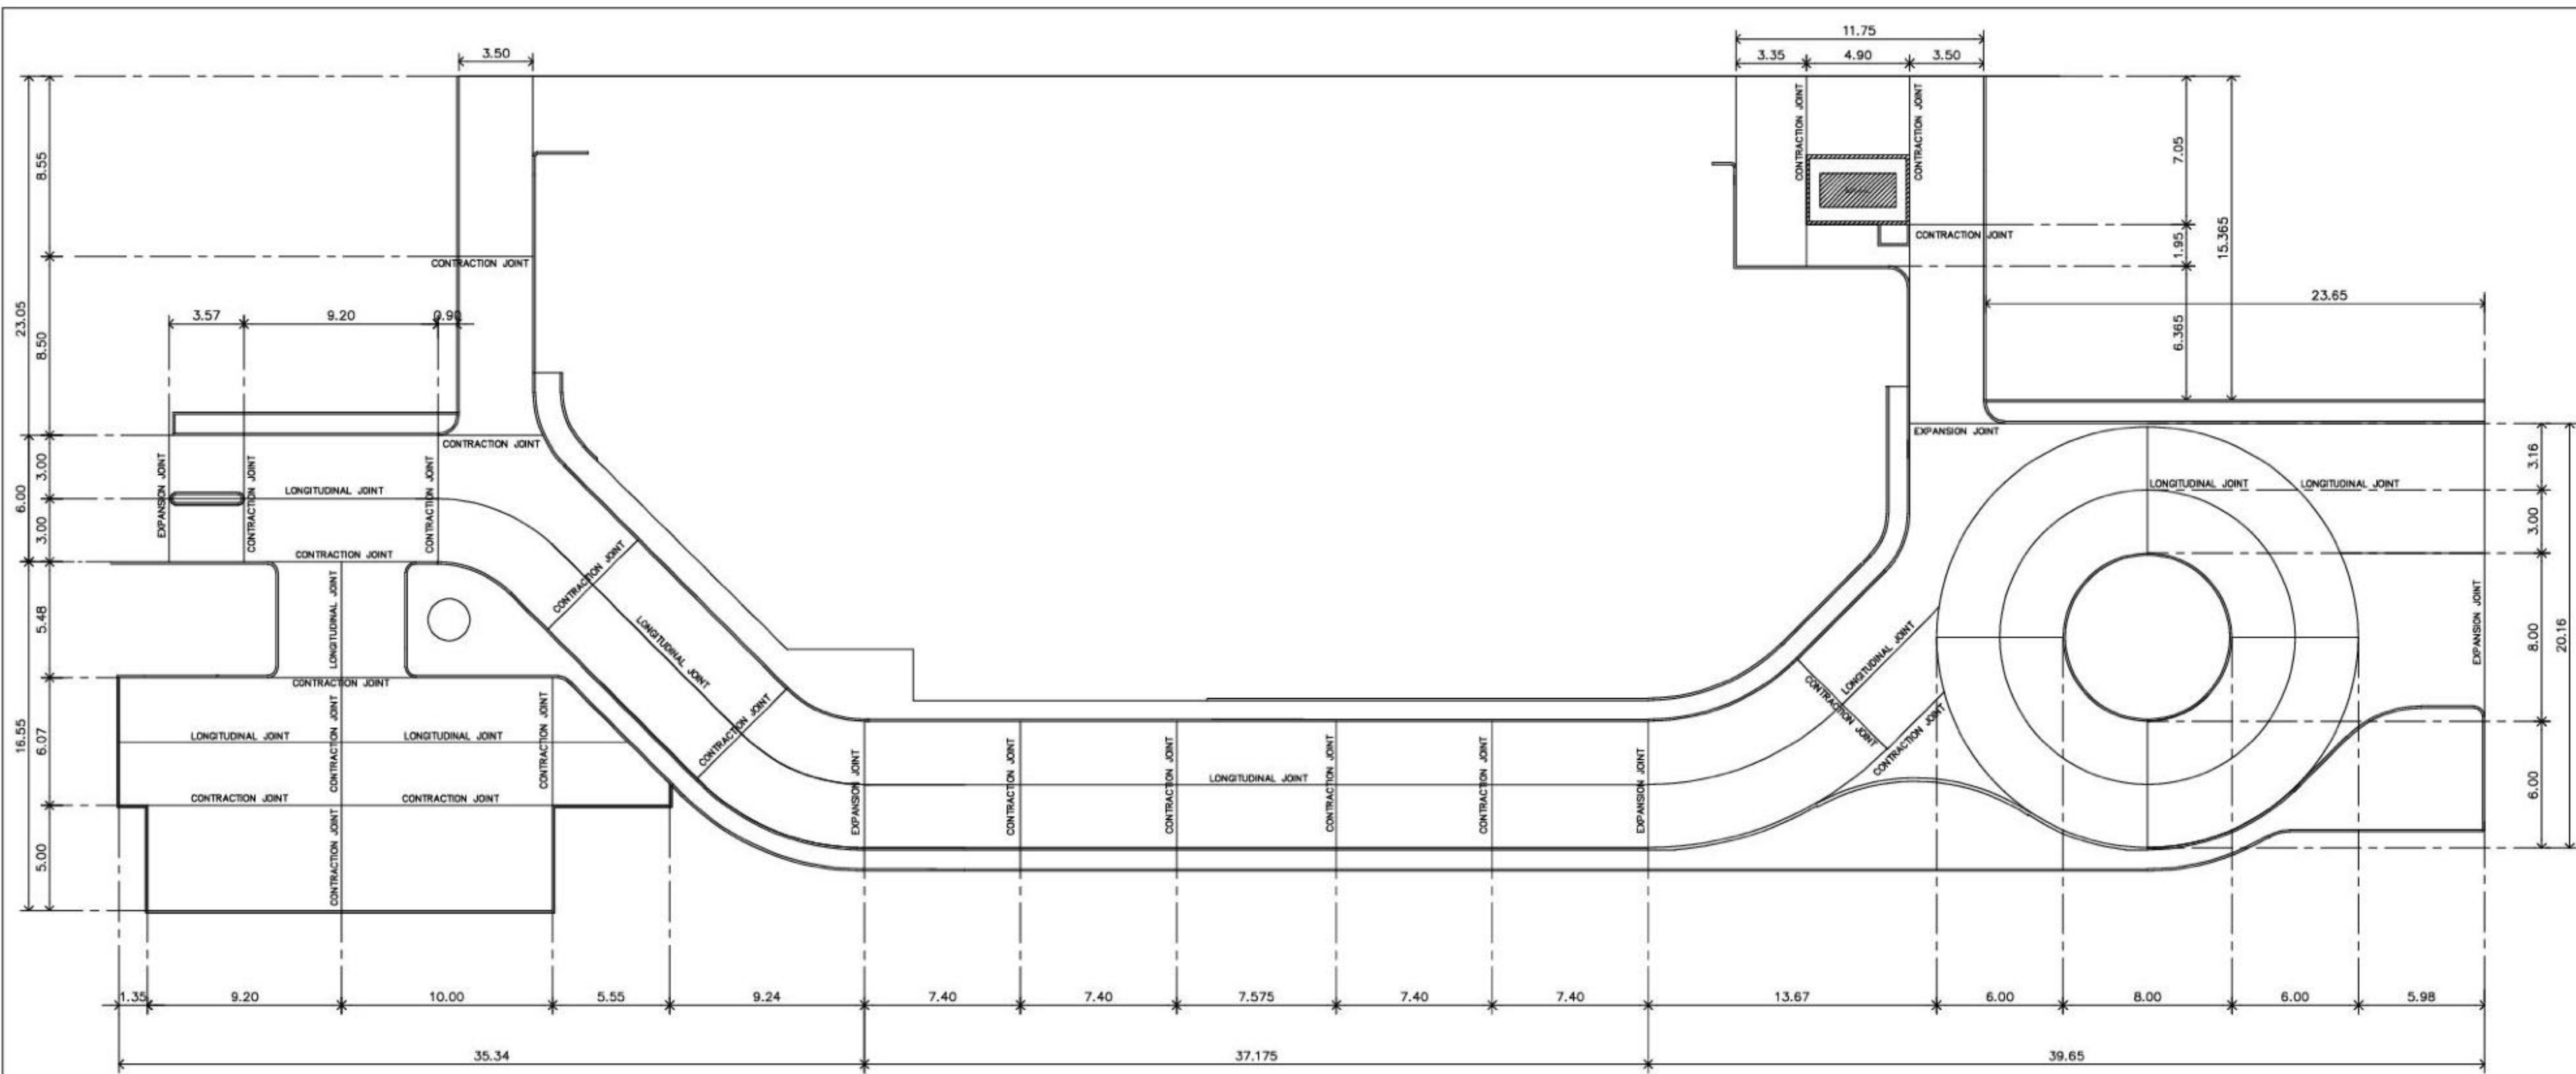 3.50
11.75
3.35
4.90
3.50
8.55
23.05
8.50
CONTRACTION JOINT
CONTRACTION JOINT
CONTRACTION JOINT
7.05
1.95
15.365
6.365
CONTRACTION JOINT
23.65
3.57
9.20
0.90
CONTRACTION JOINT
EXPANSION JOINT
3.00
6.00
3.00
EXPANSION JOINT
CONTRACTION JOINT
LONGITUDINAL JOINT
CONTRACTION JOINT
CONTRACTION JOINT
3.16
LONGITUDINAL JOINT
LONGITUDINAL JOINT
3.00
5.48
LONGITUDINAL JOINT
CONTRACTION JOINT
CONTRACTION JOINT
LONGITUDINAL JOINT
LONGITUDINAL JOINT
EXPANSION JOINT
8.00
20.16
CONTRACTION JOINT
CONTRACTION JOINT
CONTRACTION JOINT
16.55
6.07
LONGITUDINAL JOINT
LONGITUDINAL JOINT
CONTRACTION JOINT
CONTRACTION JOINT
CONTRACTION JOINT
EXPANSION JOINT
CONTRACTION JOINT
CONTRACTION JOINT
LONGITUDINAL JOINT
CONTRACTION JOINT
CONTRACTION JOINT
EXPANSION JOINT
6.00
CONTRACTION JOINT
CONTRACTION JOINT
5.00
CONTRACTION JOINT
1.35
9.20
10.00
5.55
9.24
7.40
7.40
7.575
7.40
7.40
13.67
6.00
8.00
6.00
5.98
35.34
37.175
39.65